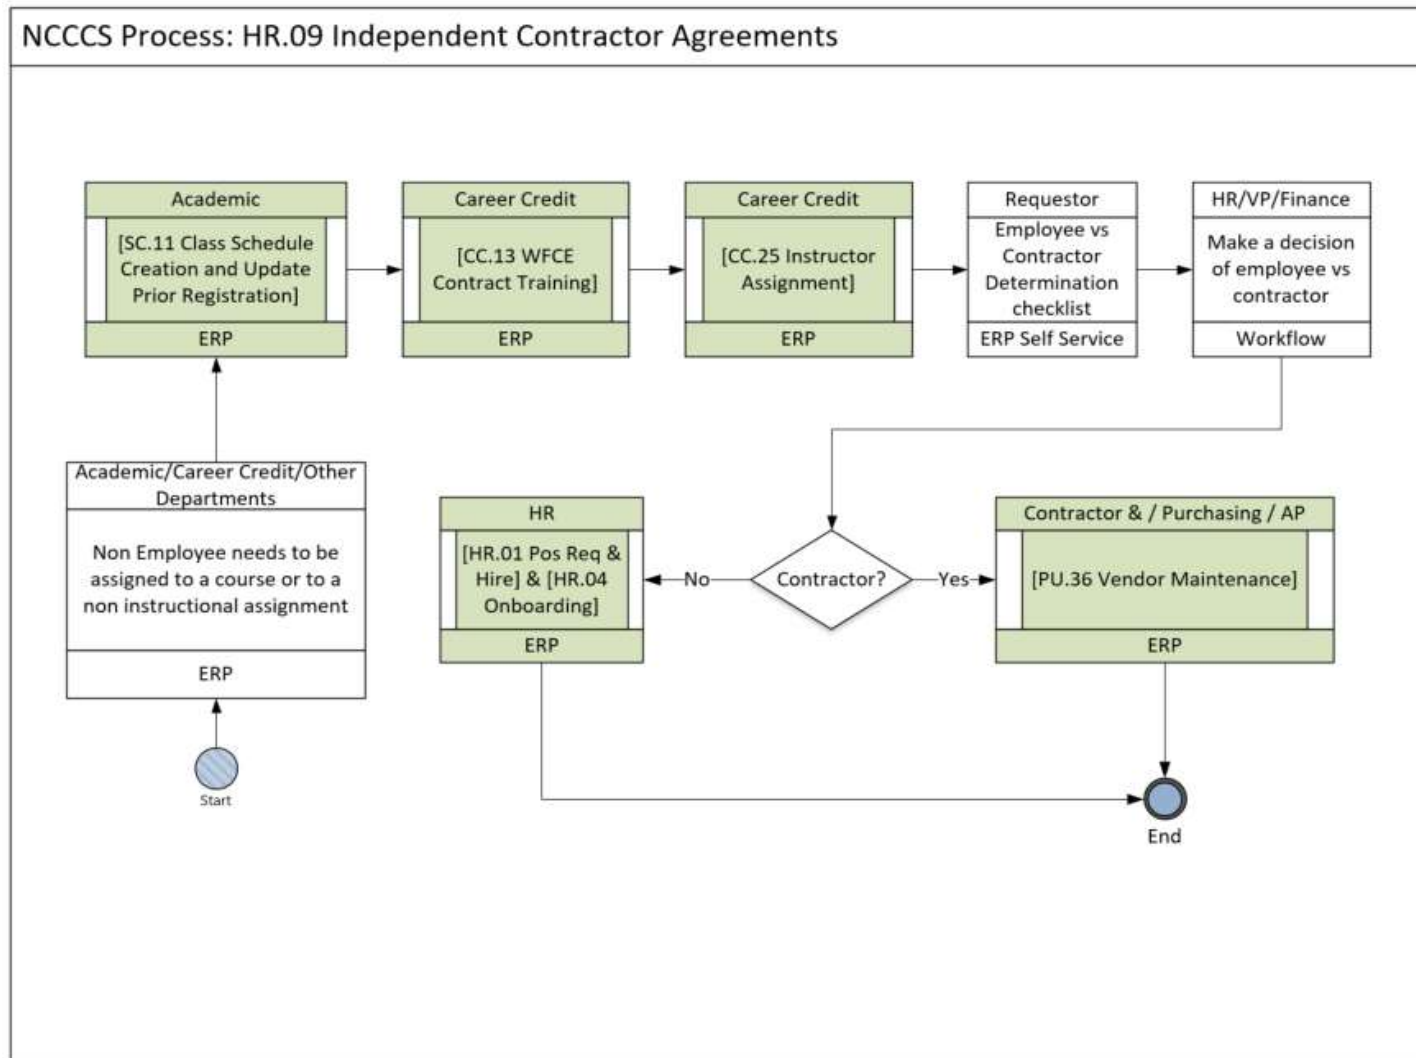 NCCCS Process: HR.09 Independent Contractor Agreements
Academic
[SC.11 Class Schedule
Creation and Update
Prior Registration]
ERP
Career Credit
[CC.13 WFCE
Contract Training]
ERP
Career Credit
[CC.25 Instructor
Assignment]
ERP
Requestor
Employee vs
Contractor
Determination
checklist
ERP Self Service
HR/VP/Finance
Make a decision
of employee vs
contractor
Workflow
Academic/Career Credit/Other
Departments
Non Employee needs to be
assigned to a course or to a
non instructional assignment
ERP
Start
HR
[HR.01 Pos Req &
Hire] & [HR.04
Onboarding]
ERP
No
Contractor?
Yes
Contractor & / Purchasing / AP
[PU.36 Vendor Maintenance]
ERP
End